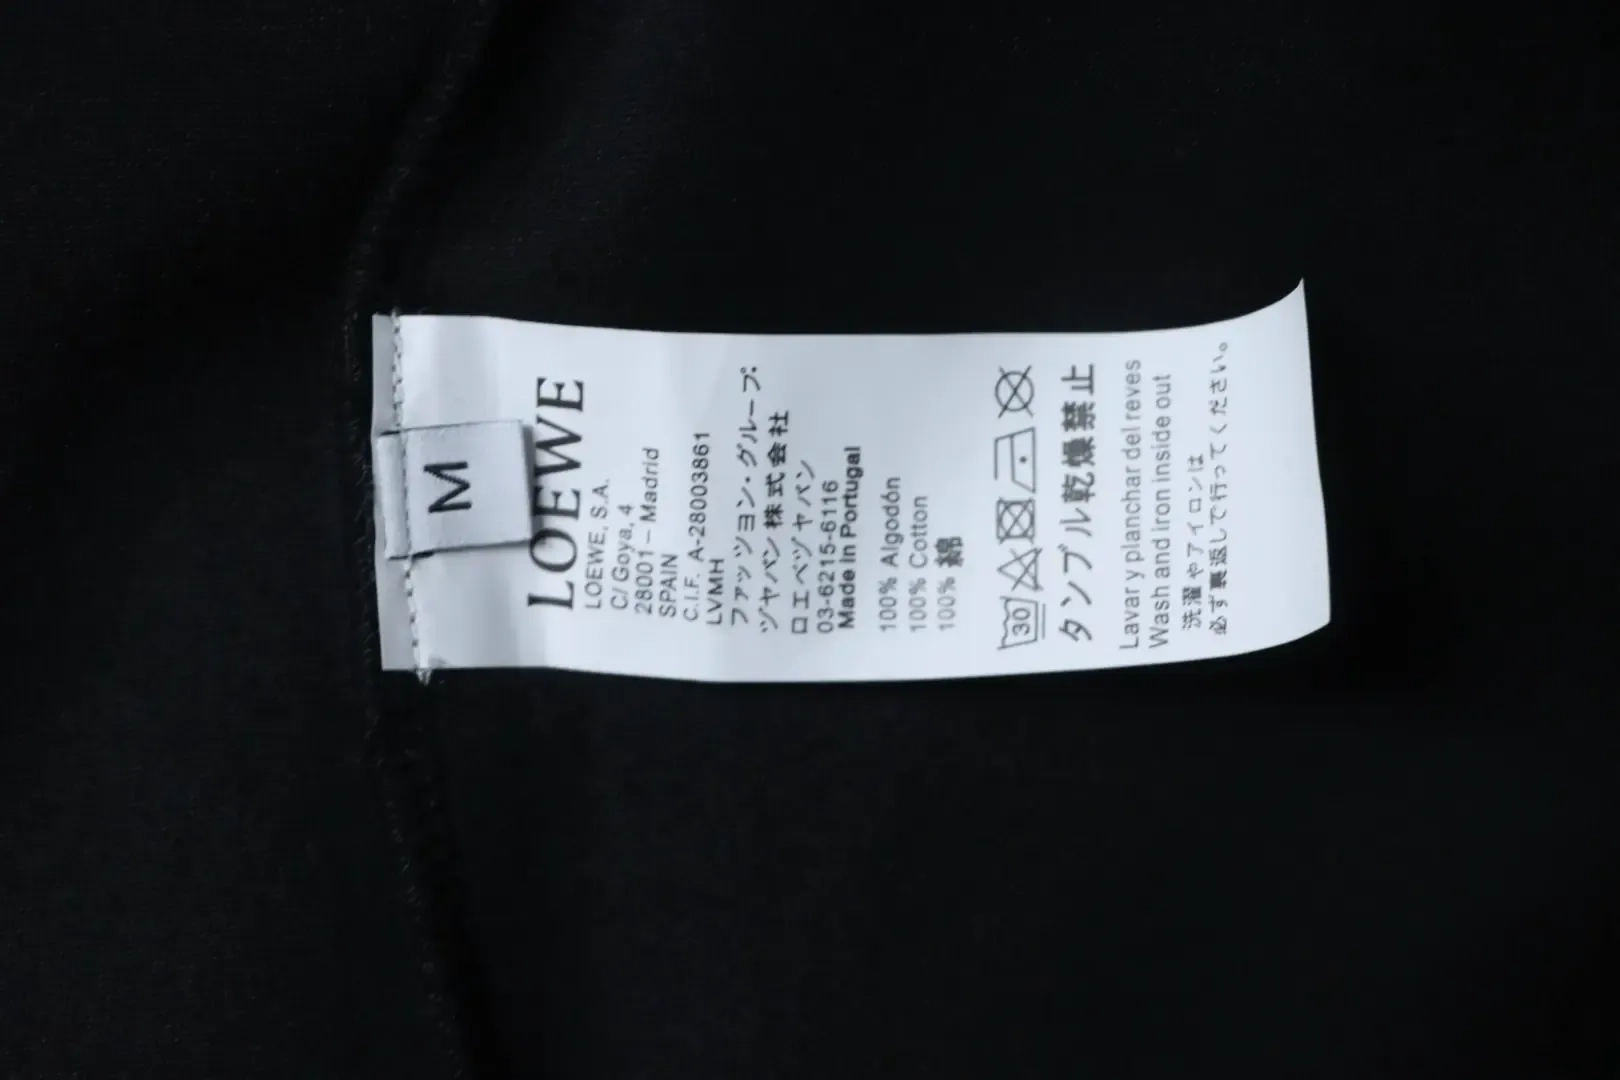 M
LOEWE
LOEWE, S.A.
C/ Goya, 4
28001 – Madrid
SPAIN
C.I.F. A-28003861
LVMH
ファッツョン・グループ
ヅャパン株式会社
ロエベヅャパン
03-6215-6116
Made in Portugal
100% Algodón
100% Cotton
100% 綿
30
タンブル乾燥禁止
Lavar y planchar del reves
Wash and iron inside out
洗濯やアイロンは
必ず裏返しで行ってください。